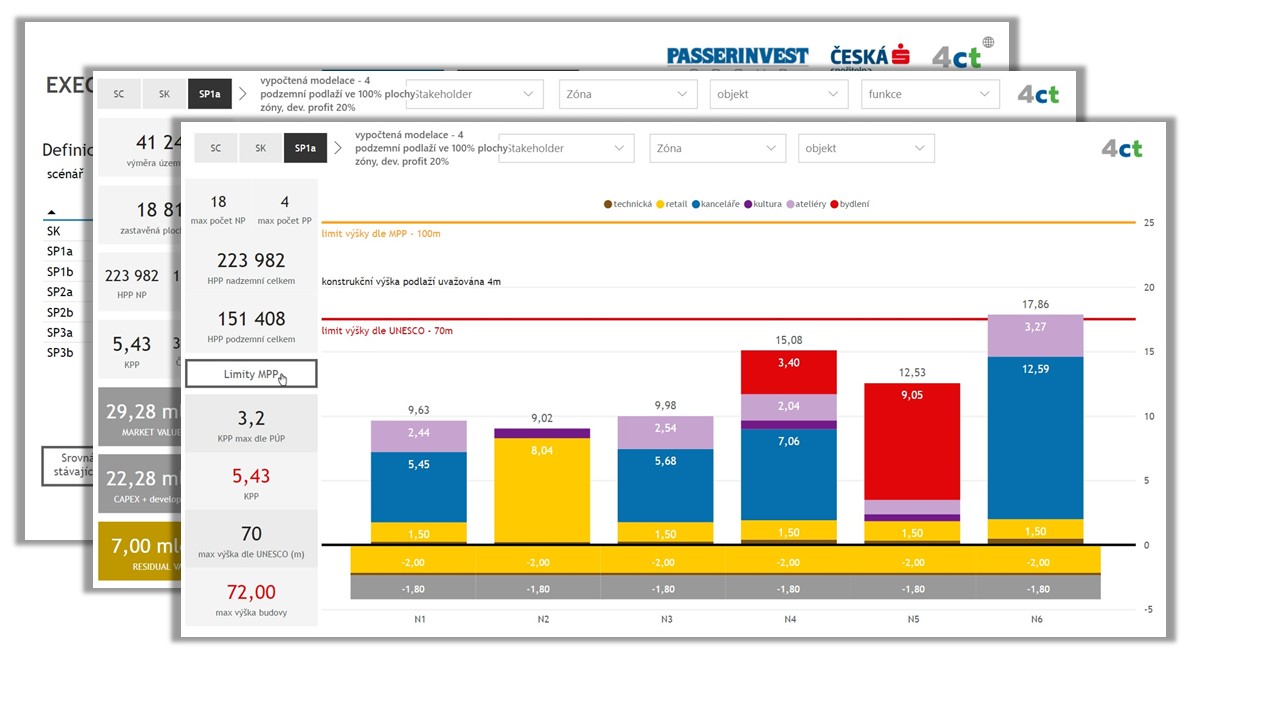 EXEC
PASSERINVEST
ČESKÁ
4ct
Definic
scénář
SK
SP1a
SP1b
SP2a
SP2b
SP3a
SP3b
Srovná
stávajíc
SC
SK
SP1a
vypočtená modelace - 4
podzemní podlaží ve 100% plochy
zóny, dev. profit 20%
Stakeholder
Zóna
objekt
funkce
4ct
41 24
výměra územ
18 81
zastavěná ploc
223 982
HPP NP
5,43
KPP
29,28 m
MARKET VALUE
22,28 m
CAPEX + develop
7,00 ml
RESIDUAL VA
SC
SK
SP1a
vypočtená modelace - 4
podzemní podlaží ve 100% plochy
zóny, dev. profit 20%
Stakeholder
Zóna
objekt
4ct
18
max počet NP
4
max počet PP
223 982
HPP nadzemní celkem
151 408
HPP podzemní celkem
Limity MPP
3,2
KPP max dle PÚP
5,43
KPP
70
max výška dle UNESCO (m)
72,00
max výška budovy
technická retail kanceláře kultura ateliéry bydlení
limit výšky dle MPP - 100m
konstrukční výška podlaží uvažována 4m
limit výšky dle UNESCO - 70m
25
20
15
10
5
0
-5
9,63
2,44
5,45
1,50
-2,00
-1,80
N1
9,02
8,04
-2,00
-1,80
N2
9,98
2,54
5,68
1,50
-2,00
-1,80
N3
15,08
3,40
2,04
7,06
1,50
-2,00
-1,80
N4
12,53
9,05
1,50
-2,00
-1,80
N5
17,86
3,27
12,59
1,50
-2,00
-1,80
N6